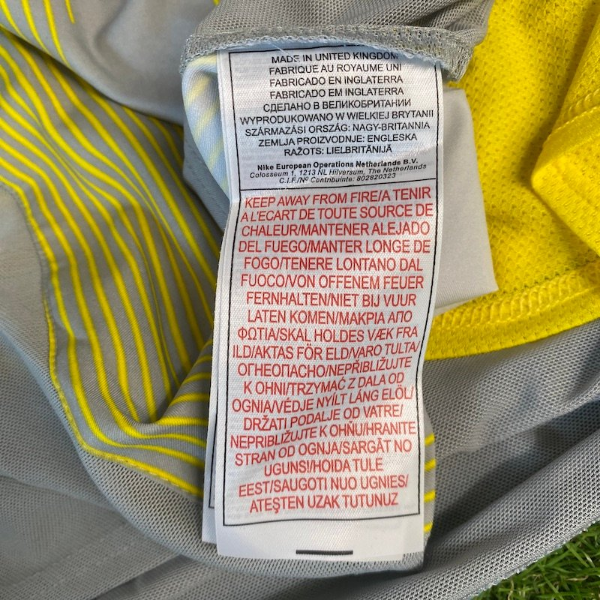 MADE IN UNITED KINGDOM
FABRIQUE AU ROYAUME UNI
FABRICADO EN INGLATERRA
FABRICADO EM INGLATERRA
СДЕЛАНО В ВЕЛИКОБРИТАНИИ
WYPRODUKOWANO W WIELKIEJ BRYTANII
SZÁRMAZÁSI ORSZÁG: NAGY-BRITANNIA
ZEMLJA PROIZVODNJE: ENGLESKA
RAŽOTS: LIELBRITĀNIJĀ
Nike European Operations Netherlands B.V.
Colosseum 1, 1213 NL Hilversum, The Netherlands
C.I.F./Nº Contribuinte: 802820323
KEEP AWAY FROM FIRE/A TENIR
A L'ECART DE TOUTE SOURCE DE
CHALEUR/MANTENER ALEJADO
DEL FUEGO/MANTER LONGE DE
FOGO/TENERE LONTANO DAL
FUOCO/VON OFFENEM FEUER
FERNHALTEN/NIET BIJ VUUR
LATEN KOMEN/ΜΑΚΡΙΑ ΑΠΟ
ΦΩΤΙΑ/SKAL HOLDES VÆK FRA
ILD/AKTAS FÖR ELD/VARO TULTA/
ОГНЕОПАСНО/NEPŘIBLIŽUJTE
K OHNI/TRZYMAĆ Z DALA OD
OGNIA/VÉDJE NYÍLT LÁNG ELŐL/
DRŽATI PODALJE OD VATRE/
NEPRIBLIŽUJTE K OHŇU/HRANITE
STRAN OD OGNJA/SARGĀT NO
UGUNS!/HOIDA TULE
EEST/SAUGOTI NUO UGNIES/
ATEŞTEN UZAK TUTUNUZ